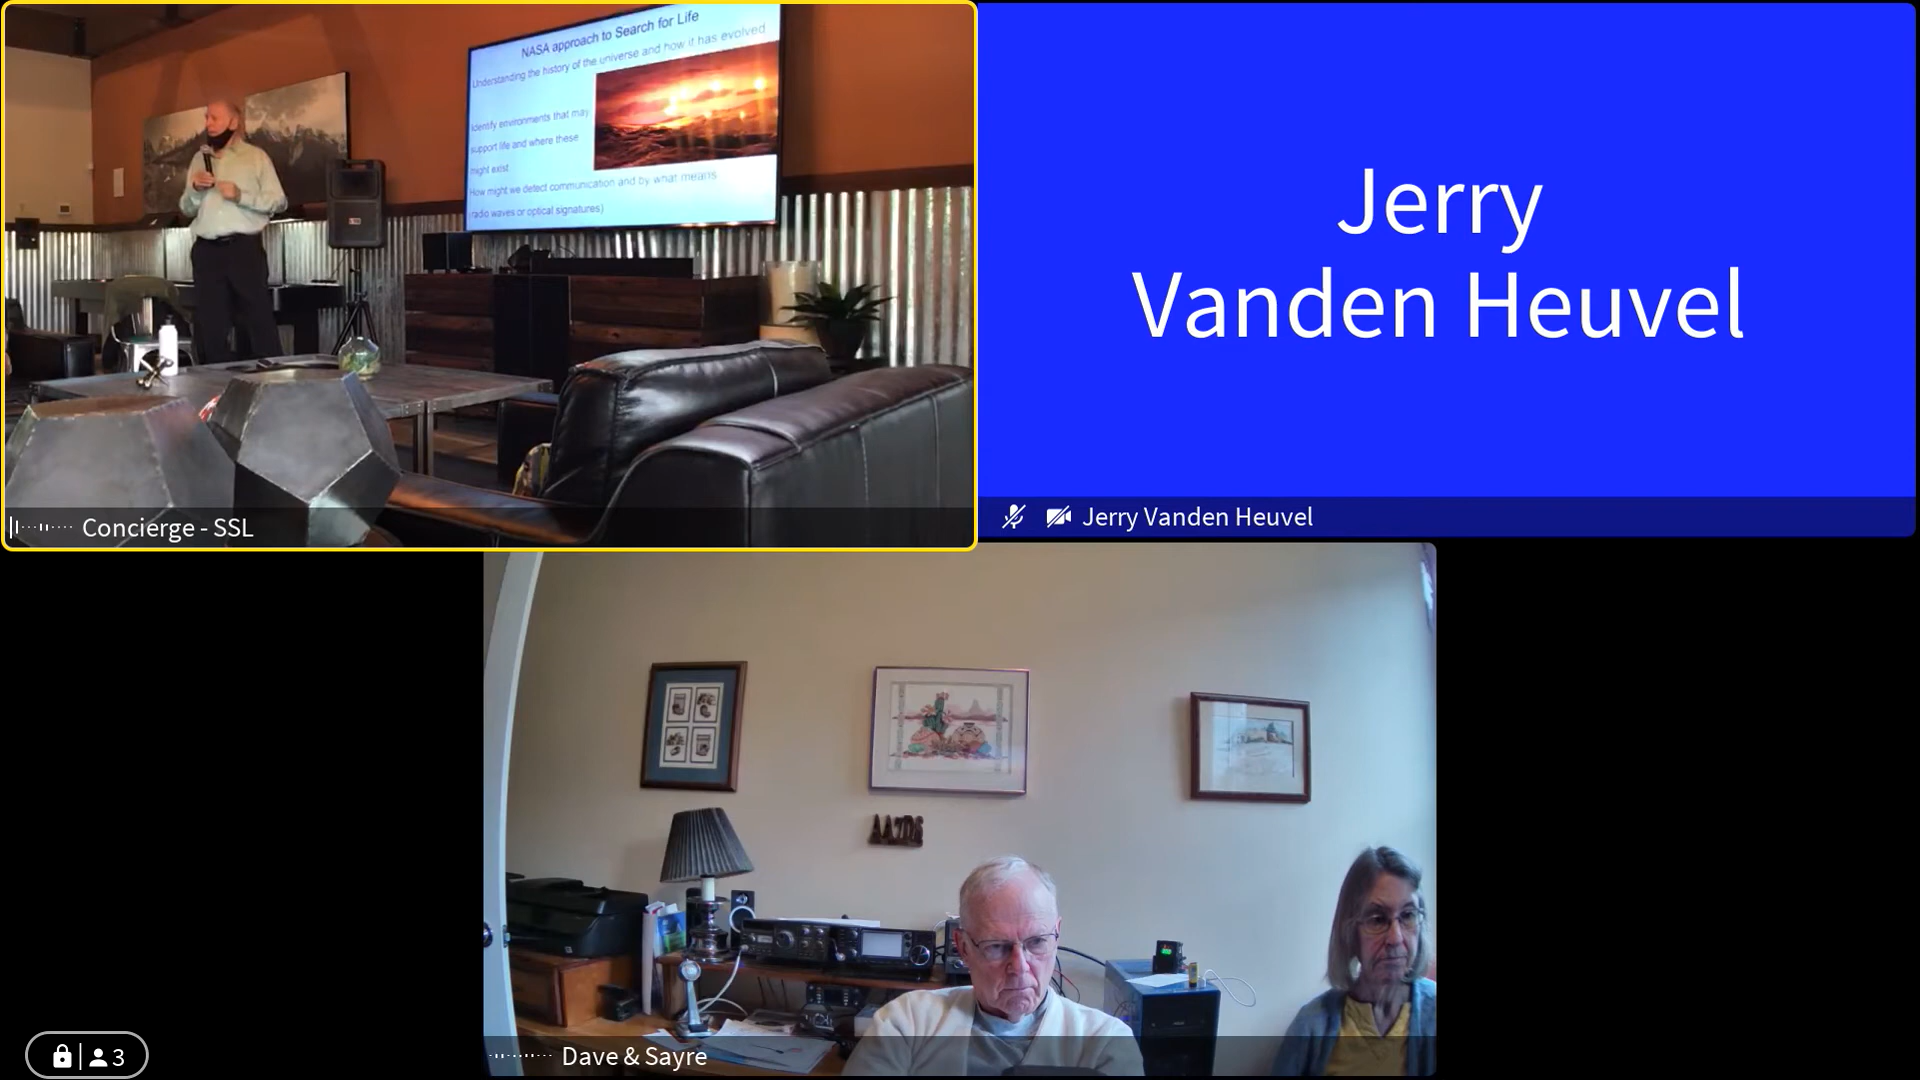 NASA approach to Search for Life
Understanding the history of the universe and how it has evolved
Identify environments that may
support life and where these
might exist
How might we detect communication and by what means
radio waves or optical signatures)
Concierge - SSL
Jerry
Vanden Heuvel
Jerry Vanden Heuvel
AA7DS
Dave & Sayre
3